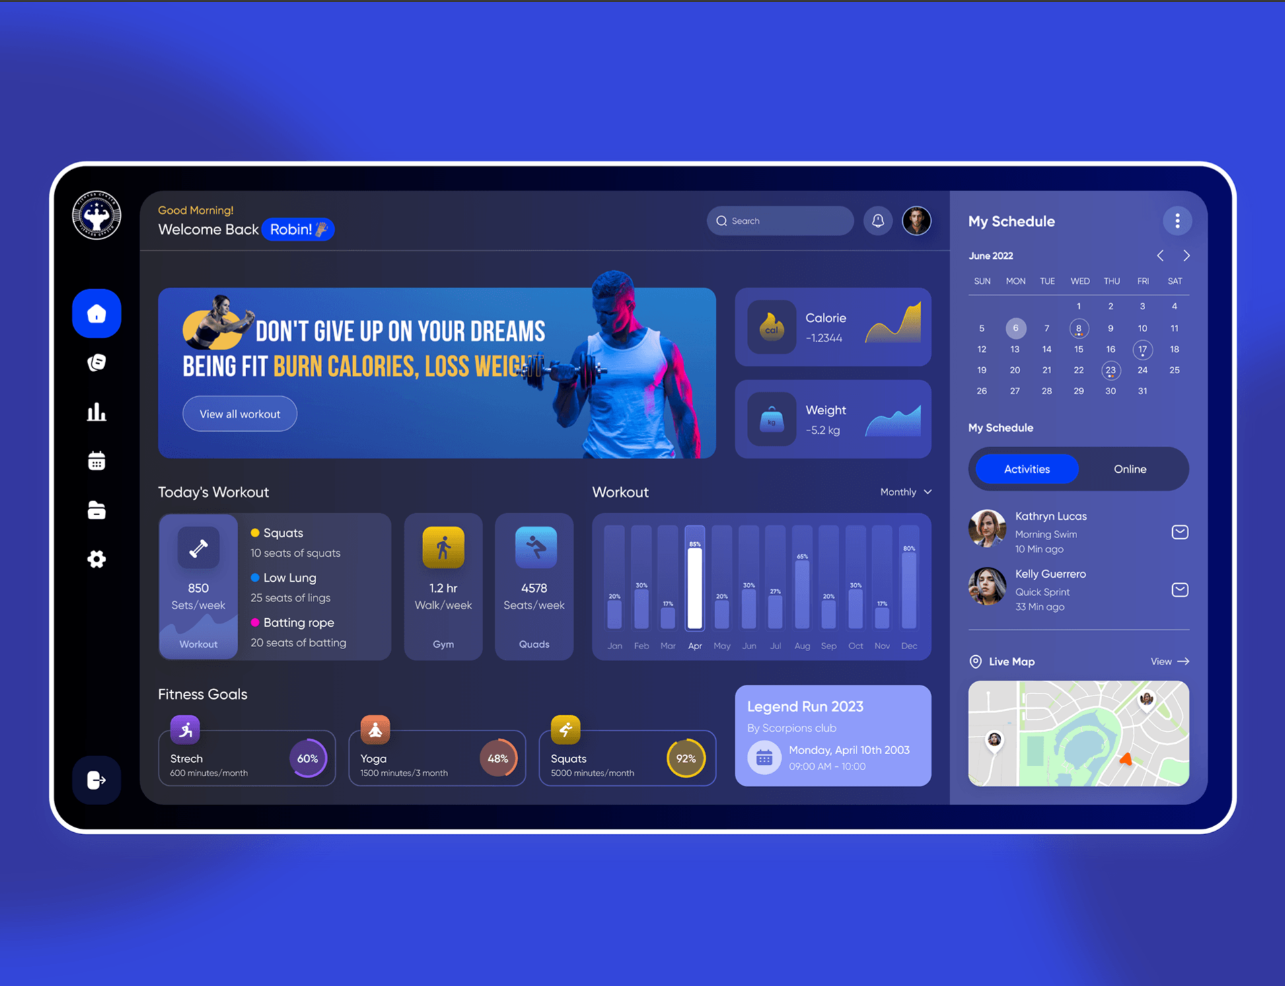 Good Morning!
Welcome Back Robin!
Search
DON'T GIVE UP ON YOUR DREAMS
BEING FIT BURN CALORIES, LOSS WEIGHT
View all workout
cal
Calorie
-1.2344
kg
Weight
-5.2 kg
Today's Workout
850
Sets/week
Workout
Squats
10 seats of squats
Low Lung
25 seats of lings
Batting rope
20 seats of batting
1.2 hr
Walk/week
Gym
4578
Seats/week
Quads
Workout
Monthly
20% 30% 17% 85% 20% 30% 27% 65% 20% 30% 17% 80%
Jan Feb Mar Apr May Jun Jul Aug Sep Oct Nov Dec
Fitness Goals
Strech
600 minutes/month
60%
Yoga
1500 minutes/3 month
48%
Squats
5000 minutes/month
92%
Legend Run 2023
By Scorpions club
Monday, April 10th 2003
09:00 AM - 10:00
My Schedule
June 2022
SUN MON TUE WED THU FRI SAT
1 2 3 4
5 6 7 8 9 10 11
12 13 14 15 16 17 18
19 20 21 22 23 24 25
26 27 28 29 30 31
My Schedule
Activities
Online
Kathryn Lucas
Morning Swim
10 Min ago
Kelly Guerrero
Quick Sprint
33 Min ago
Live Map
View